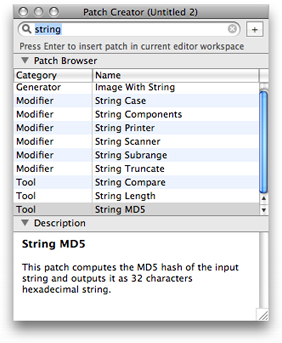 Patch Creator (Untitled 2)
string
+
Press Enter to insert patch in current editor workspace
Patch Browser
Category Name
Generator Image With String
Modifier String Case
Modifier String Components
Modifier String Printer
Modifier String Scanner
Modifier String Subrange
Modifier String Truncate
Tool String Compare
Tool String Length
Tool String MD5
Description
String MD5
This patch computes the MD5 hash of the input
string and outputs it as 32 characters
hexadecimal string.